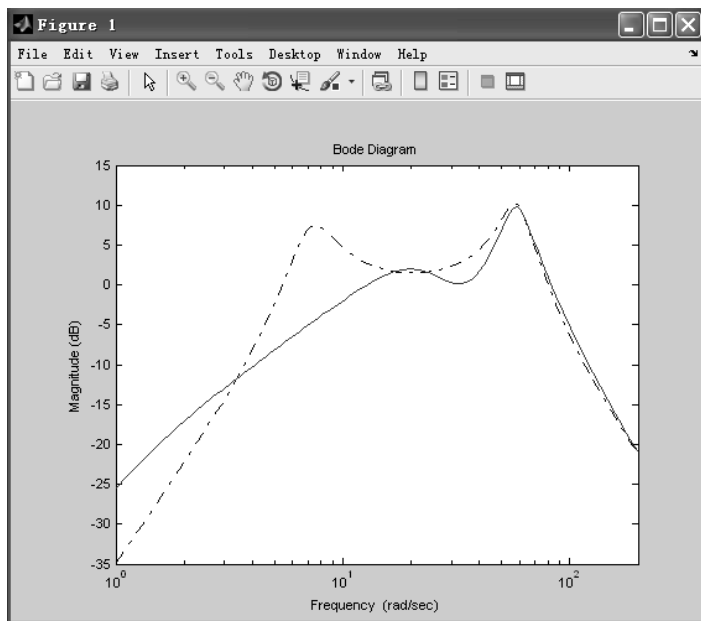 Figure 1
File Edit View Insert Tools Desktop Window Help
Bode Diagram
15
10
5
0
-5
-10
-15
-20
-25
-30
-35
Magnitude (dB)
10^0 10^1 10^2
Frequency (rad/sec)